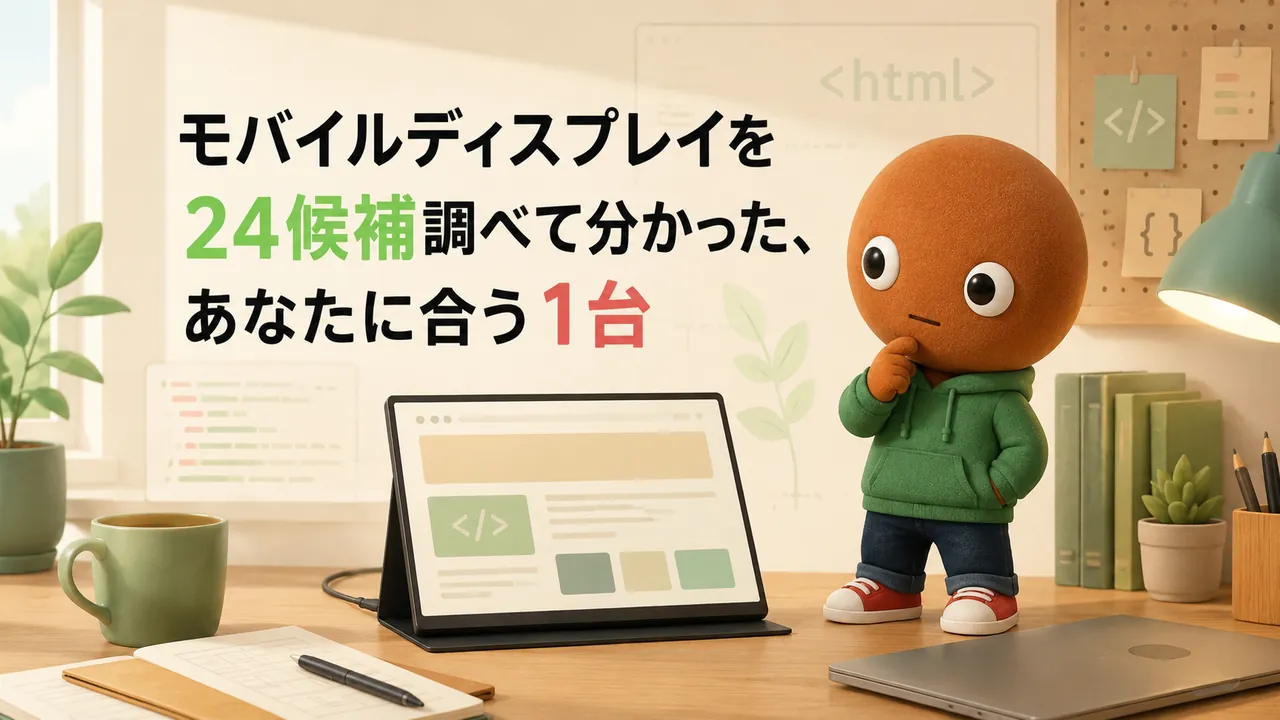 モバイルディスプレイを
24候補調べて分かった、
あなたに合う1台
<html>
</>
{}
</>